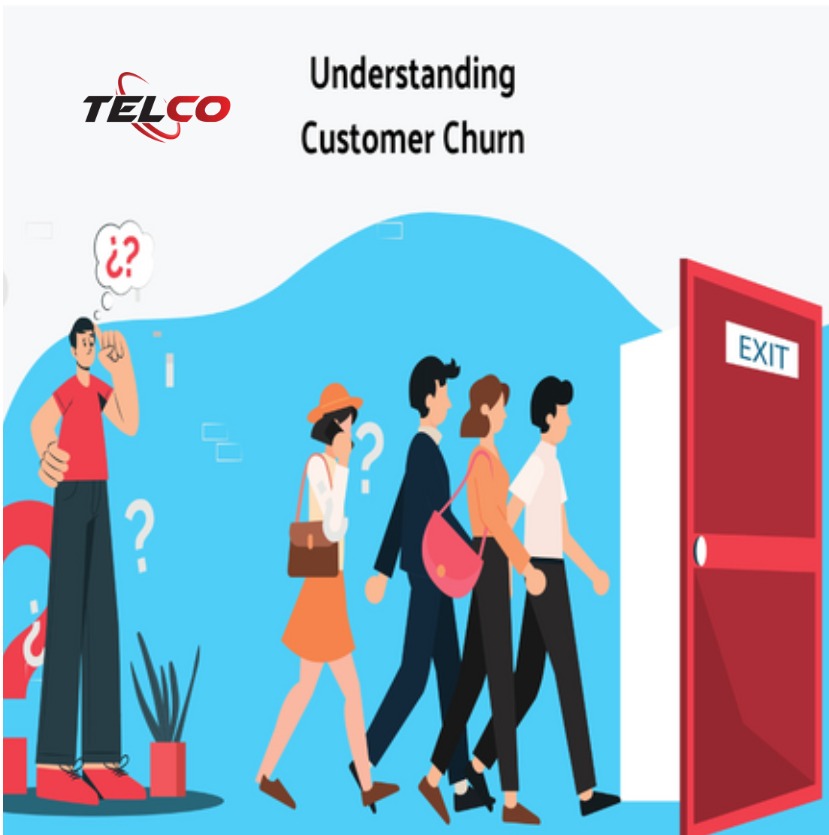 TELCO
Understanding
Customer Churn
¿?
EXIT
?
?
¿